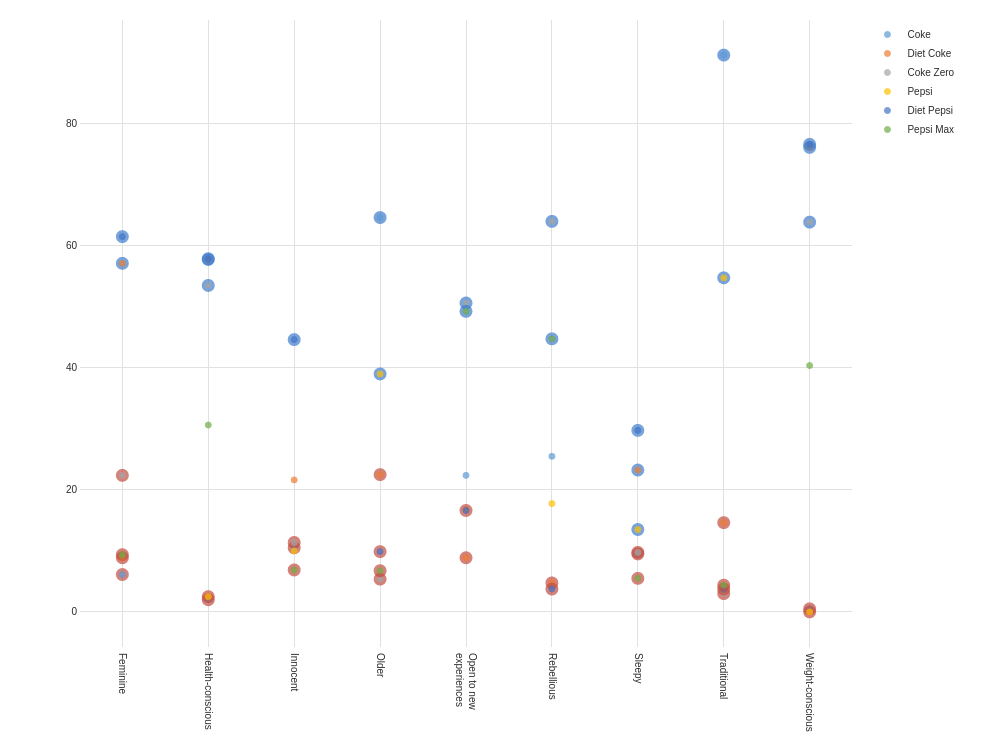 Coke
Diet Coke
Coke Zero
Pepsi
Diet Pepsi
Pepsi Max
80
60
40
20
0
Feminine
Health-conscious
Innocent
Older
Open to new
experiences
Rebellious
Sleepy
Traditional
Weight-conscious